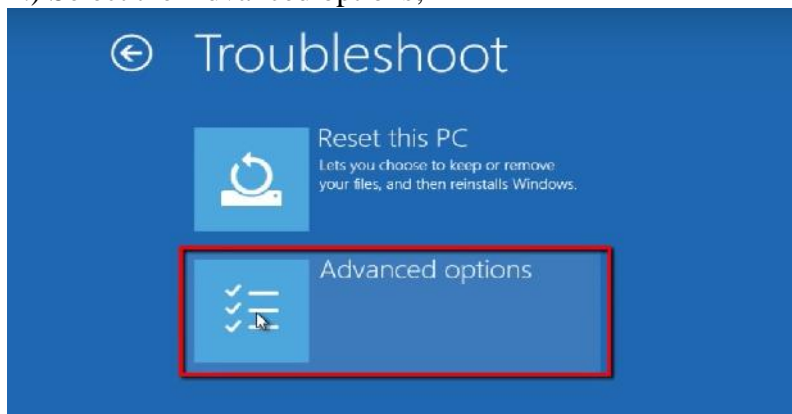 Troubleshoot
Reset this PC
Lets you choose to keep or remove
your files, and then reinstalls Windows.
Advanced options